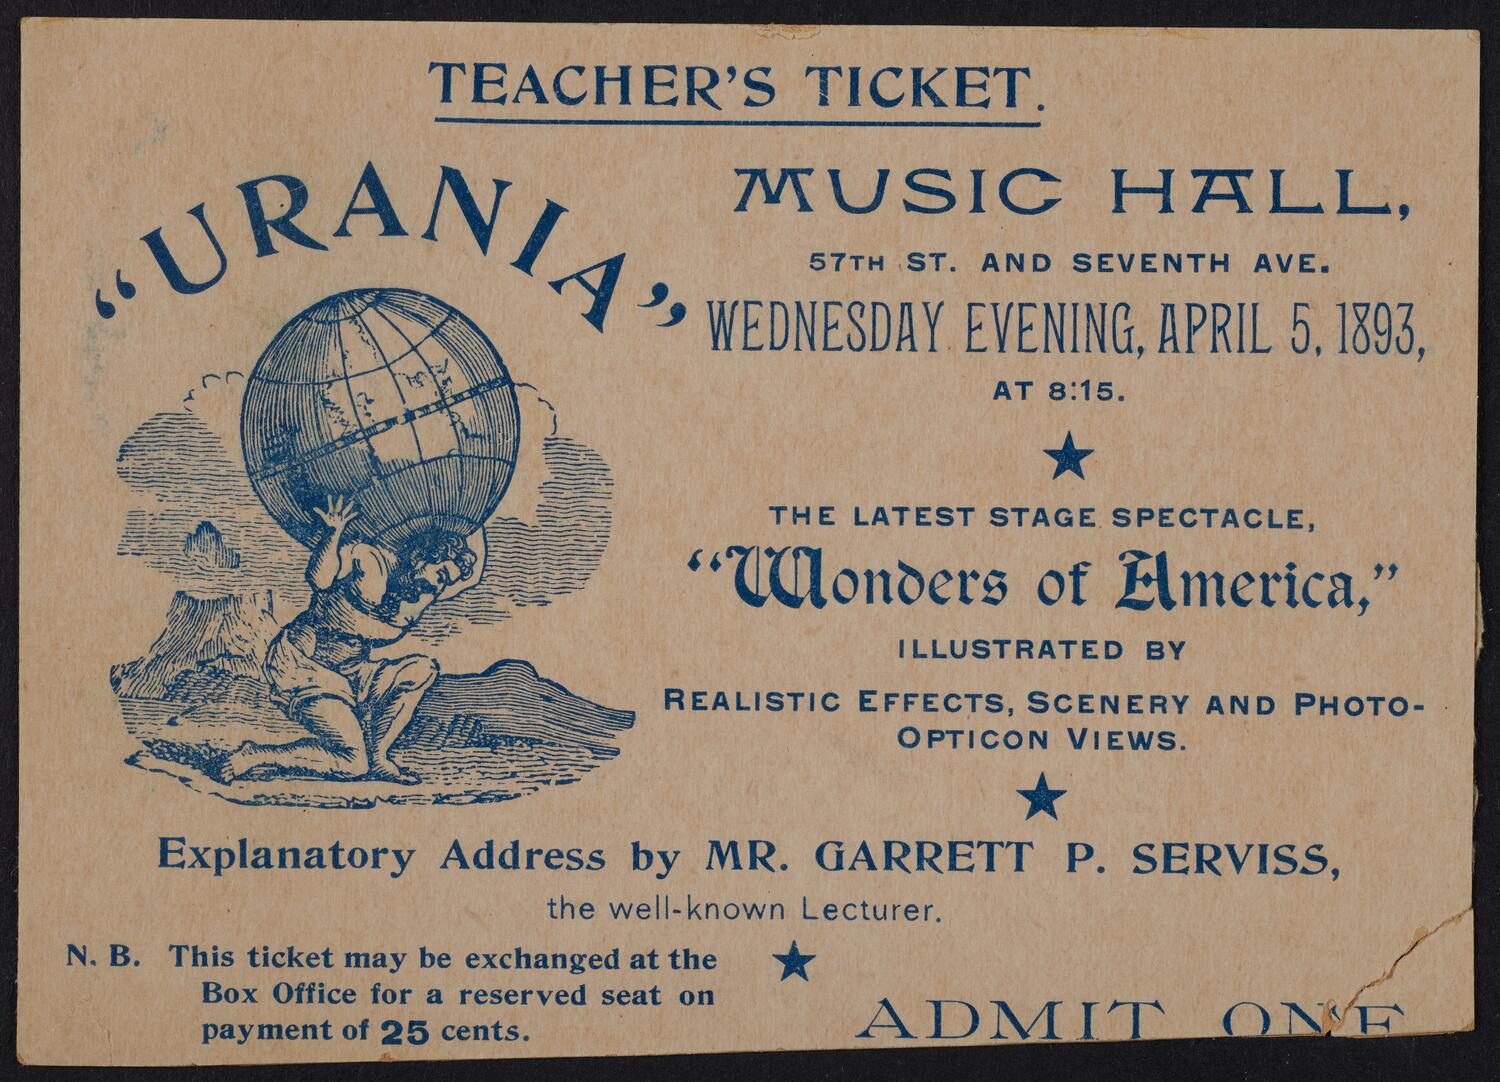 TEACHER'S TICKET.
"URANIA"
MUSIC HALL,
57TH ST. AND SEVENTH AVE.
WEDNESDAY EVENING, APRIL 5, 1893,
AT 8:15.
THE LATEST STAGE SPECTACLE,
"Wonders of America,"
ILLUSTRATED BY
REALISTIC EFFECTS, SCENERY AND PHOTO-
OPTICON VIEWS.
Explanatory Address by MR. GARRETT P. SERVISS,
the well-known Lecturer.
N. B. This ticket may be exchanged at the
Box Office for a reserved seat on
payment of 25 cents.
ADMIT ONE